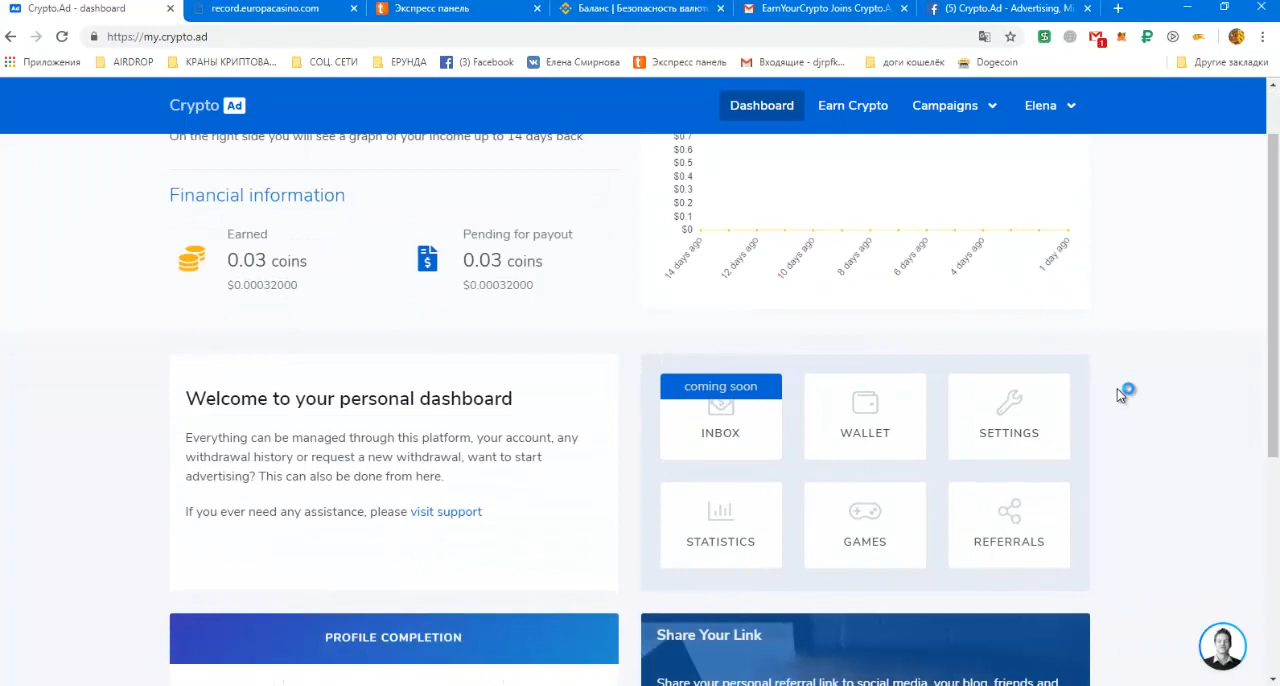 Crypto.Ad - dashboard
record.europacasino.com
Экспресс панель
Баланс | Безопасность валют
EarnYourCrypto Joins Crypto.A
(5) Crypto.Ad - Advertising, Mi
https://my.crypto.ad
1
Приложения
AIRDROP
КРАНЫ КРИПТОВА...
СОЦ. СЕТИ
ЕРУНДА
(3) Facebook
Елена Смирнова
Экспресс панель
Входящие - djrpfk...
доги кошелёк
Dogecoin
Другие закладки
Crypto Ad
Dashboard
Earn Crypto
Campaigns
Elena
On the right side you will see a graph of your income up to 14 days back
Financial information
Earned
0.03 coins
$0.00032000
Pending for payout
0.03 coins
$0.00032000
$0.7
$0.6
$0.5
$0.4
$0.3
$0.2
$0.1
$0
14 days ago
12 days ago
10 days ago
8 days ago
6 days ago
4 days ago
1 day ago
Welcome to your personal dashboard
Everything can be managed through this platform, your account, any
withdrawal history or request a new withdrawal, want to start
advertising? This can also be done from here.
If you ever need any assistance, please visit support
coming soon
INBOX
WALLET
SETTINGS
STATISTICS
GAMES
REFERRALS
PROFILE COMPLETION
Share Your Link
Share your personal referral link to social media, your blog, friends and